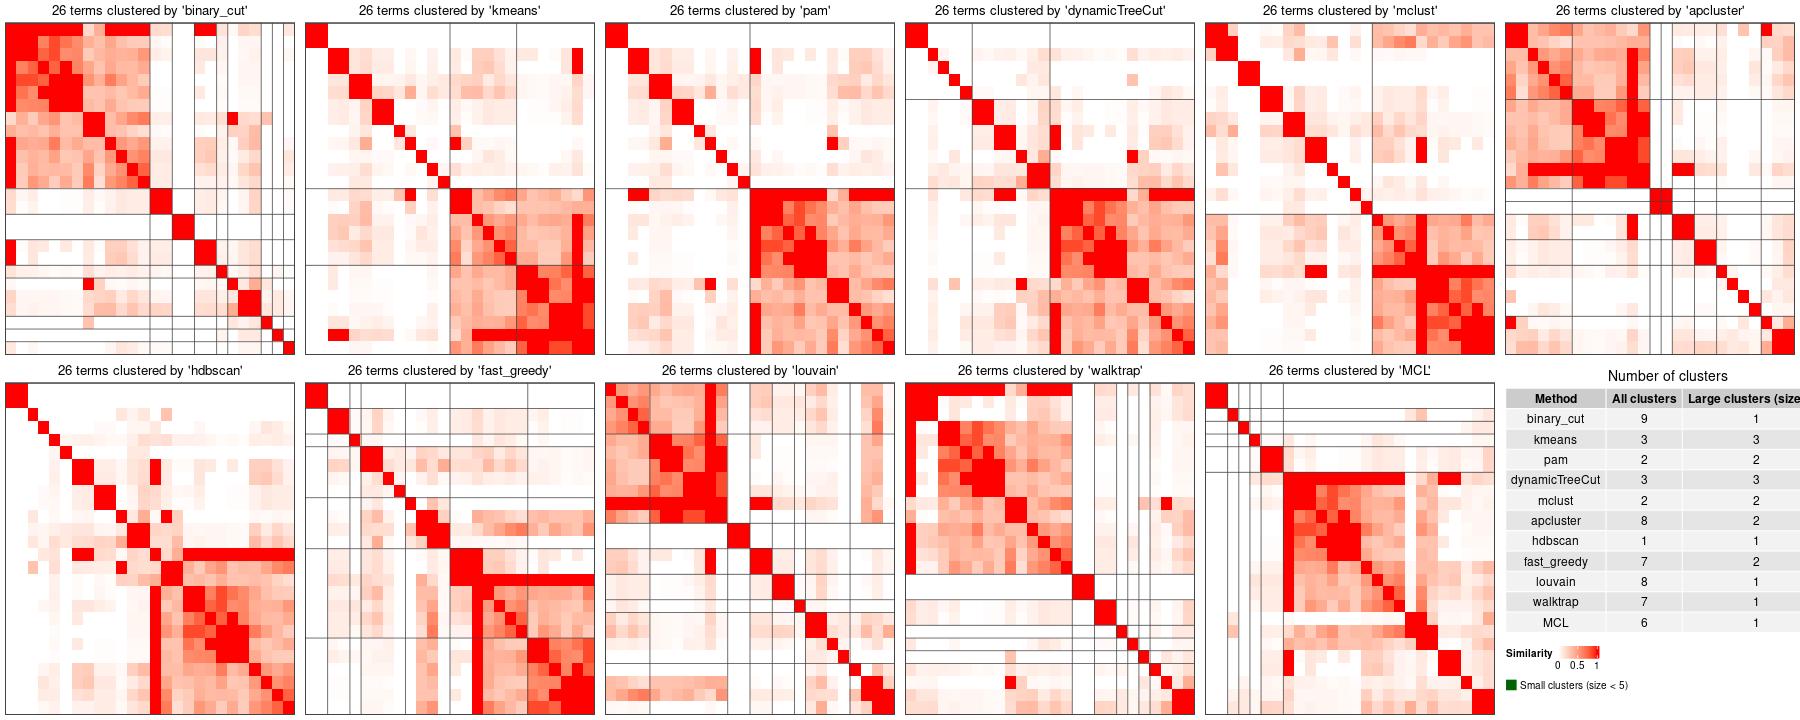 26 terms clustered by 'binary_cut'
26 terms clustered by 'kmeans'
26 terms clustered by 'pam'
26 terms clustered by 'dynamicTreeCut'
26 terms clustered by 'mclust'
26 terms clustered by 'apcluster'
26 terms clustered by 'hdbscan'
26 terms clustered by 'fast_greedy'
26 terms clustered by 'louvain'
26 terms clustered by 'walktrap'
26 terms clustered by 'MCL'
Number of clusters
Method All clusters Large clusters (size
binary_cut 9 1
kmeans 3 3
pam 2 2
dynamicTreeCut 3 3
mclust 2 2
apcluster 8 2
hdbscan 1 1
fast_greedy 7 2
louvain 8 1
walktrap 7 1
MCL 6 1
Similarity
0 0.5 1
Small clusters (size < 5)